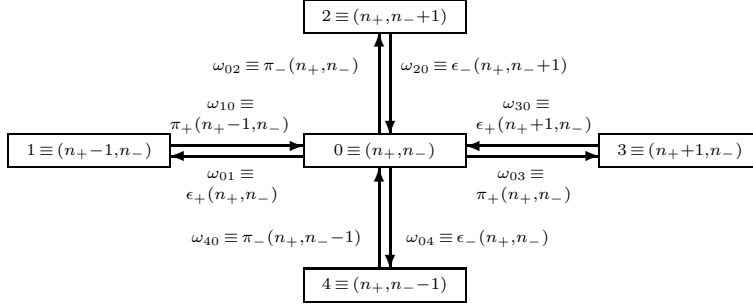 2 ≡ (n₊,n₋+1)
ω₀₂ ≡ π₋(n₊,n₋)
ω₂₀ ≡ ϵ₋(n₊,n₋+1)
ω₁₀ ≡
π₊(n₊−1,n₋)
ω₃₀ ≡
ϵ₊(n₊+1,n₋)
1 ≡ (n₊−1,n₋)
0 ≡ (n₊,n₋)
3 ≡ (n₊+1,n₋)
ω₀₁ ≡
ϵ₊(n₊,n₋)
ω₀₃ ≡
π₊(n₊,n₋)
ω₄₀ ≡ π₋(n₊,n₋−1)
ω₀₄ ≡ ϵ₋(n₊,n₋)
4 ≡ (n₊,n₋−1)